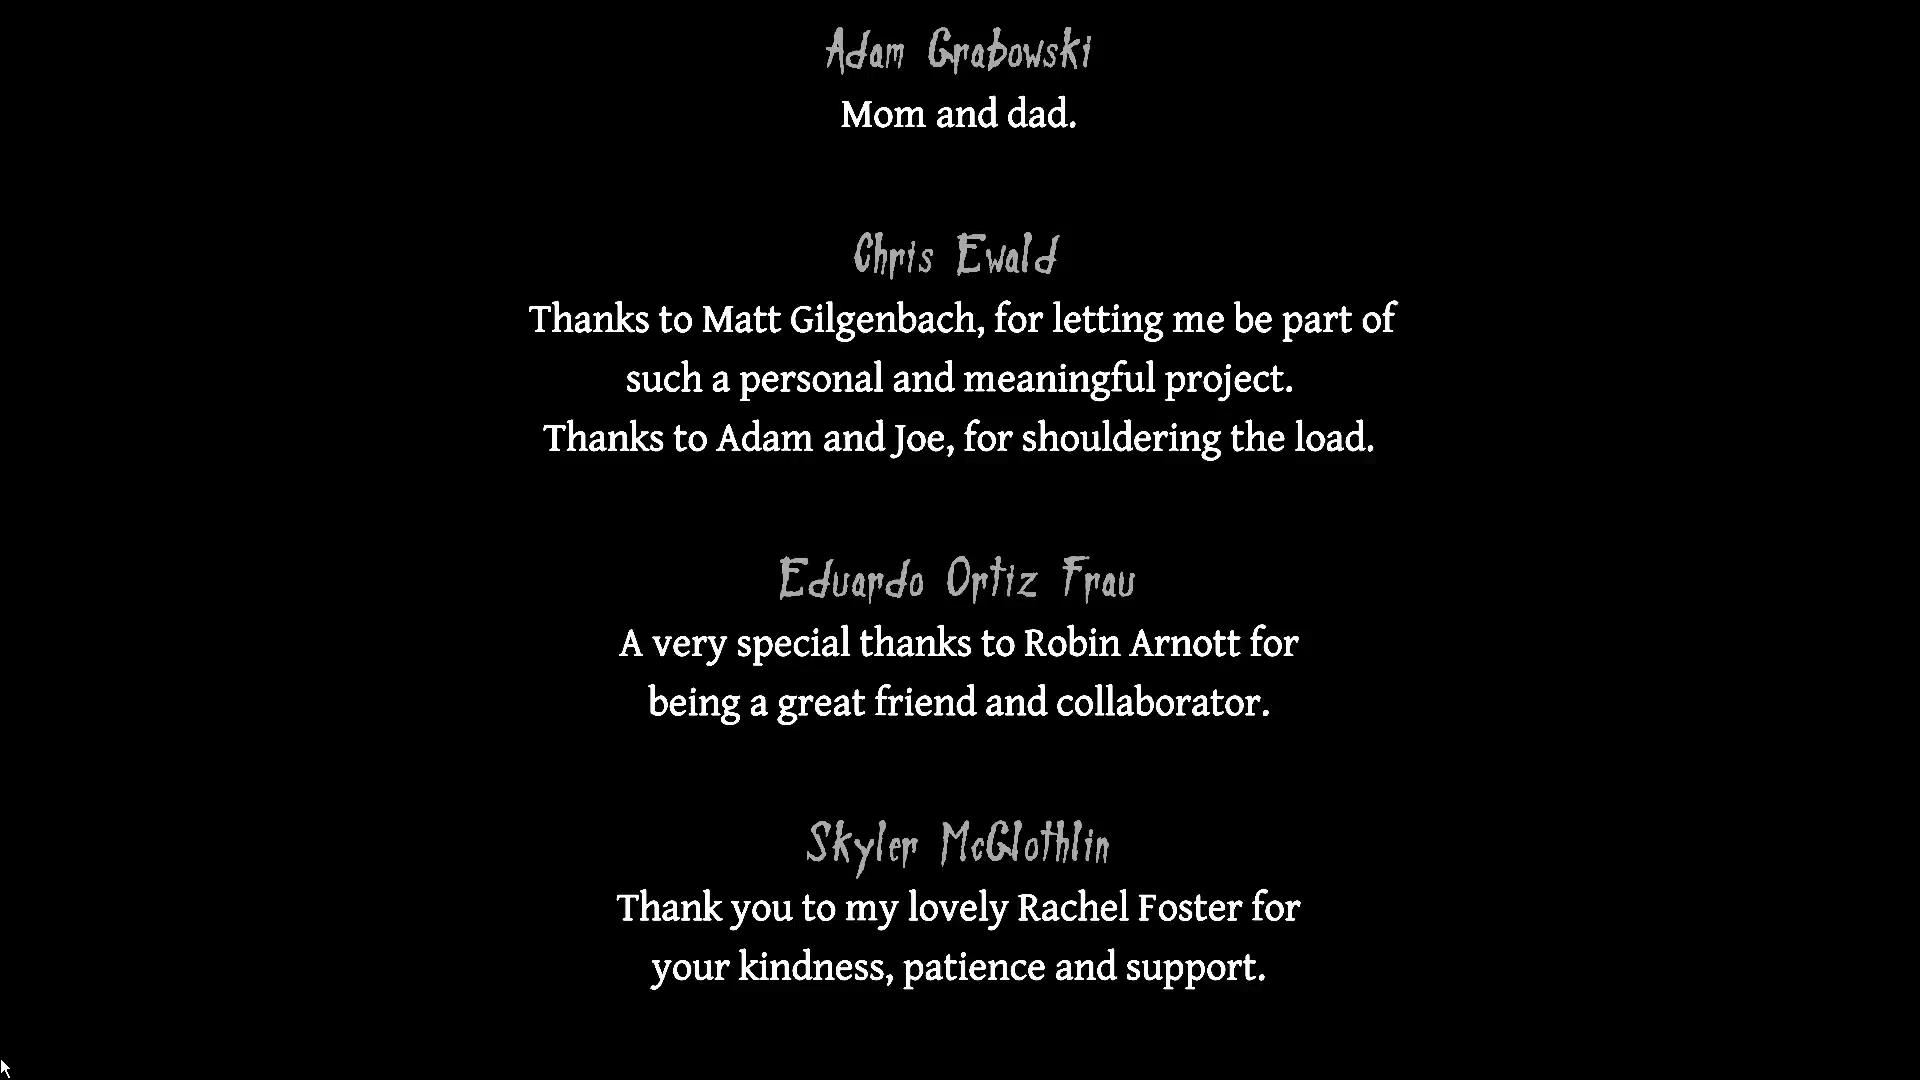 Adam Grabowski
Mom and dad.
Chris Ewald
Thanks to Matt Gilgenbach, for letting me be part of
such a personal and meaningful project.
Thanks to Adam and Joe, for shouldering the load.
Eduardo Ortiz Frau
A very special thanks to Robin Arnott for
being a great friend and collaborator.
Skyler McGlothlin
Thank you to my lovely Rachel Foster for
your kindness, patience and support.